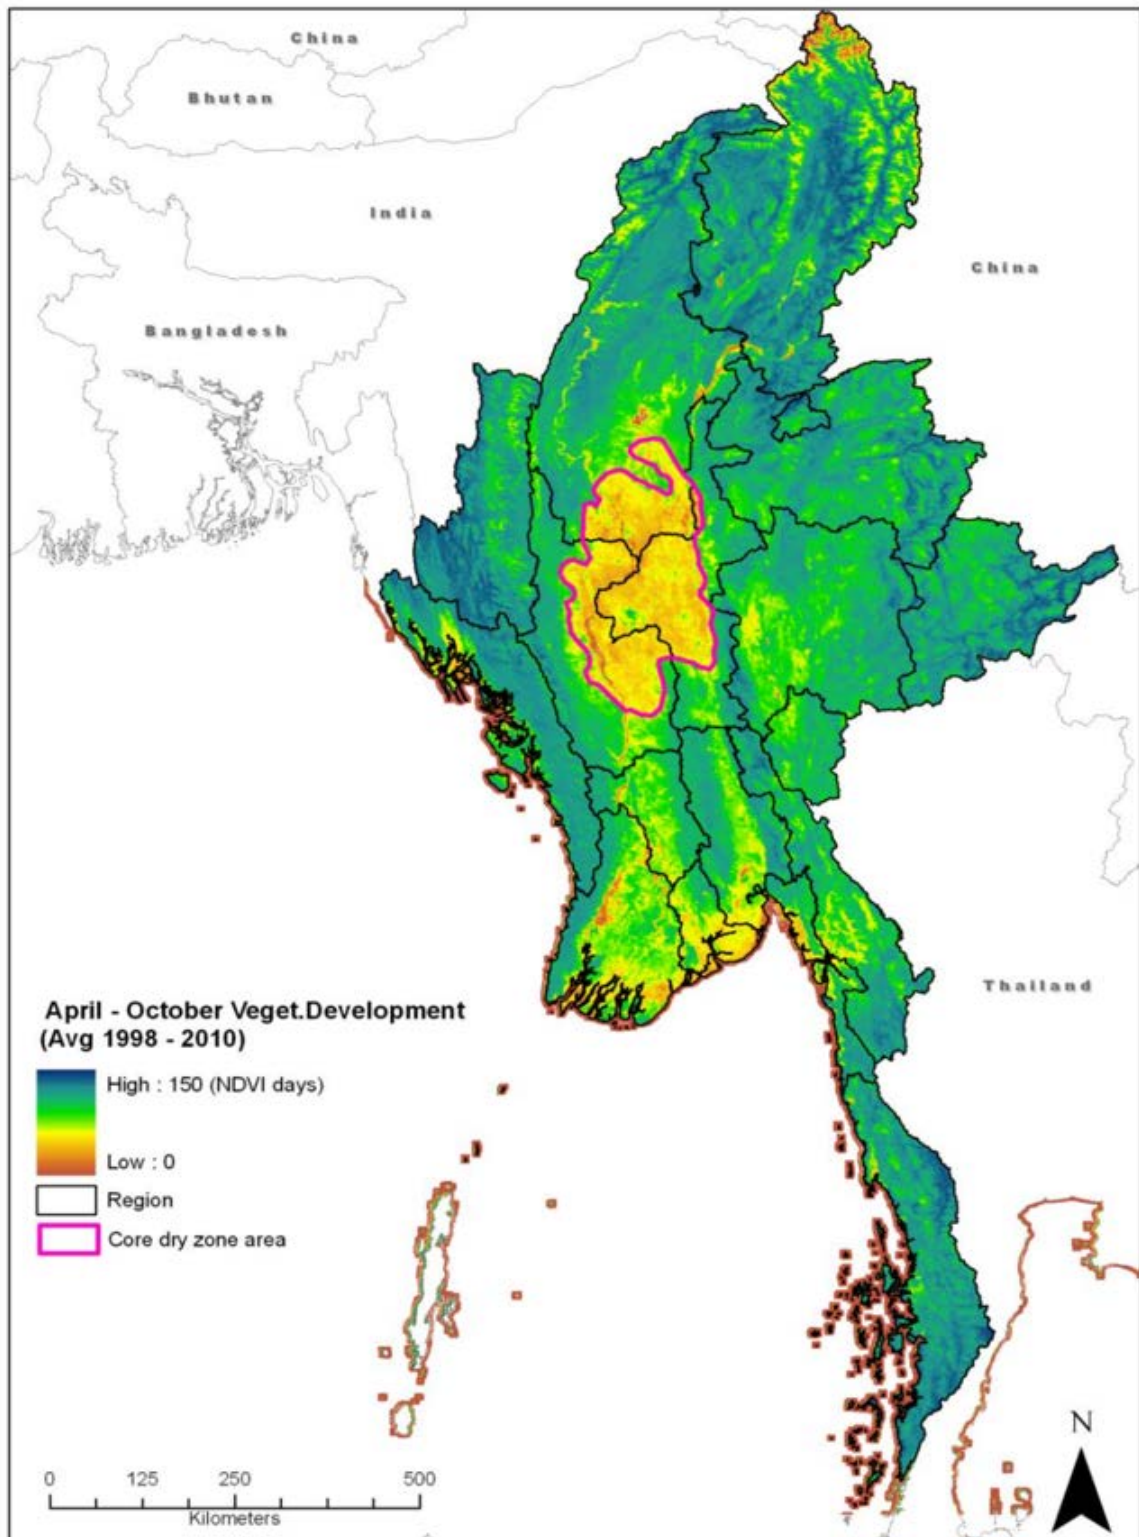 China
Bhutan
India
China
Bangladesh
Thailand
April - October Veget.Development
(Avg 1998 - 2010)
High : 150 (NDVI days)
Low : 0
Region
Core dry zone area
N
0 125 250 500
Kilometers